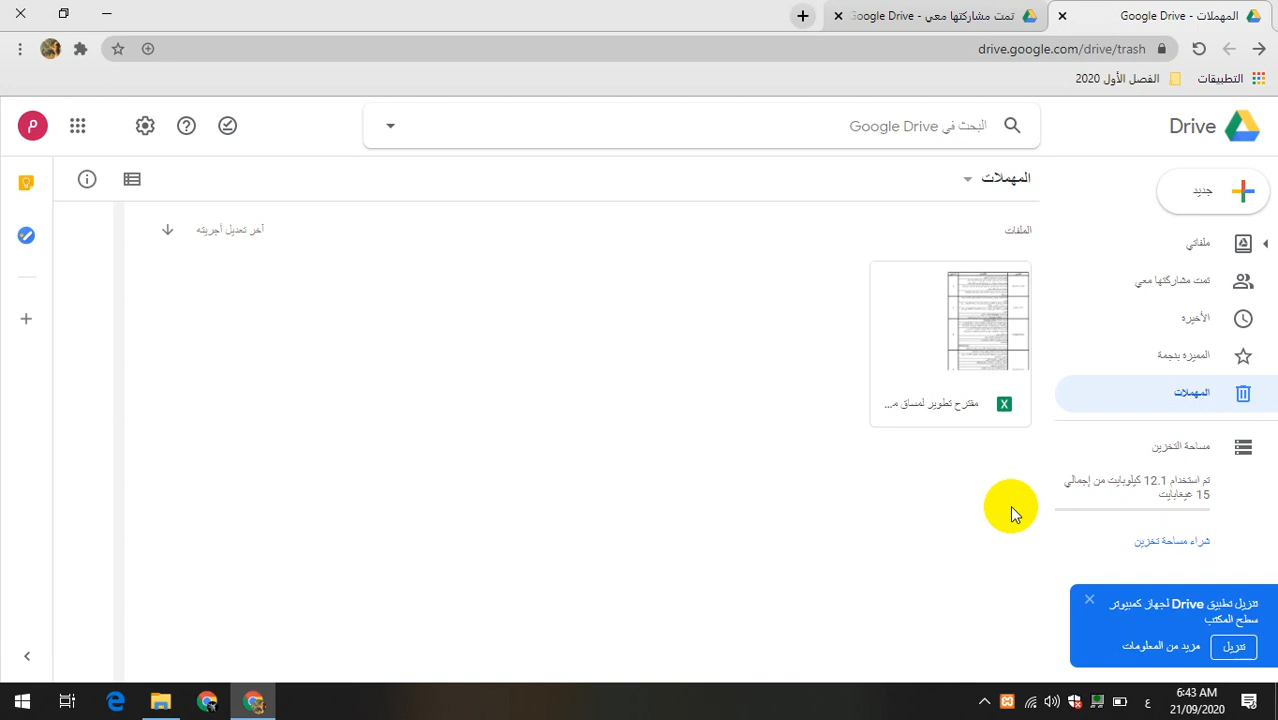 المهملات - Google Drive
تمت مشاركتها معي - Google Drive
drive.google.com/drive/trash
التطبيقات
الفصل الأول 2020
Drive
البحث في Google Drive
P
جديد
المهملات
ملفاتي
تمت مشاركتها معي
الأخيرة
المميزة بنجمة
المهملات
مساحة التخزين
تم استخدام 12.1 كيلوبايت من إجمالي
15 غيغابايت
شراء مساحة تخزين
الملفات
آخر تعديل أجريته
مقترح تطوير لمساق م...
تنزيل تطبيق Drive لجهاز كمبيوتر
سطح المكتب
تنزيل
مزيد من المعلومات
ع
6:43 AM
21/09/2020